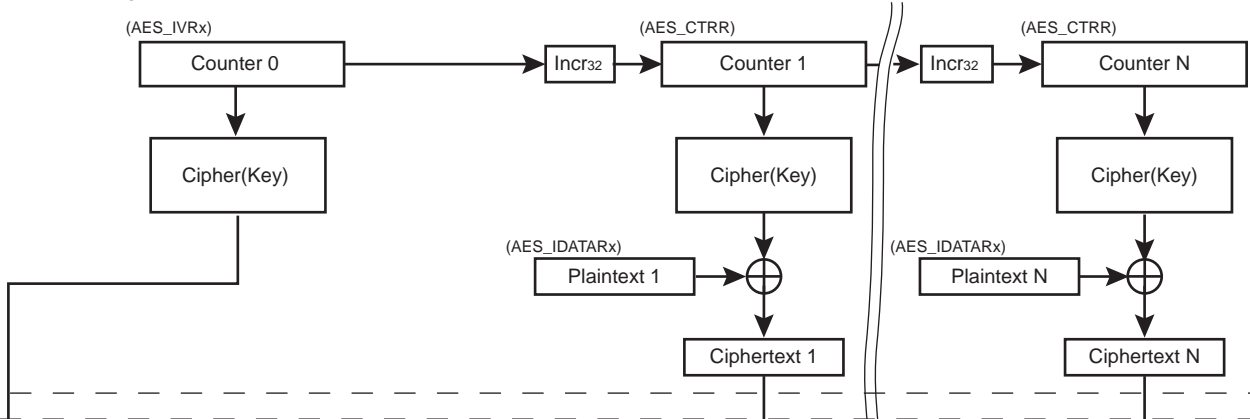 (AES_IVRx) (AES_CTRR) (AES_CTRR)
Counter 0 Incr32 Counter 1 Incr32 Counter N
Cipher(Key) Cipher(Key) Cipher(Key)
(AES_IDATARx) (AES_IDATARx)
Plaintext 1 Plaintext N
Ciphertext 1 Ciphertext N